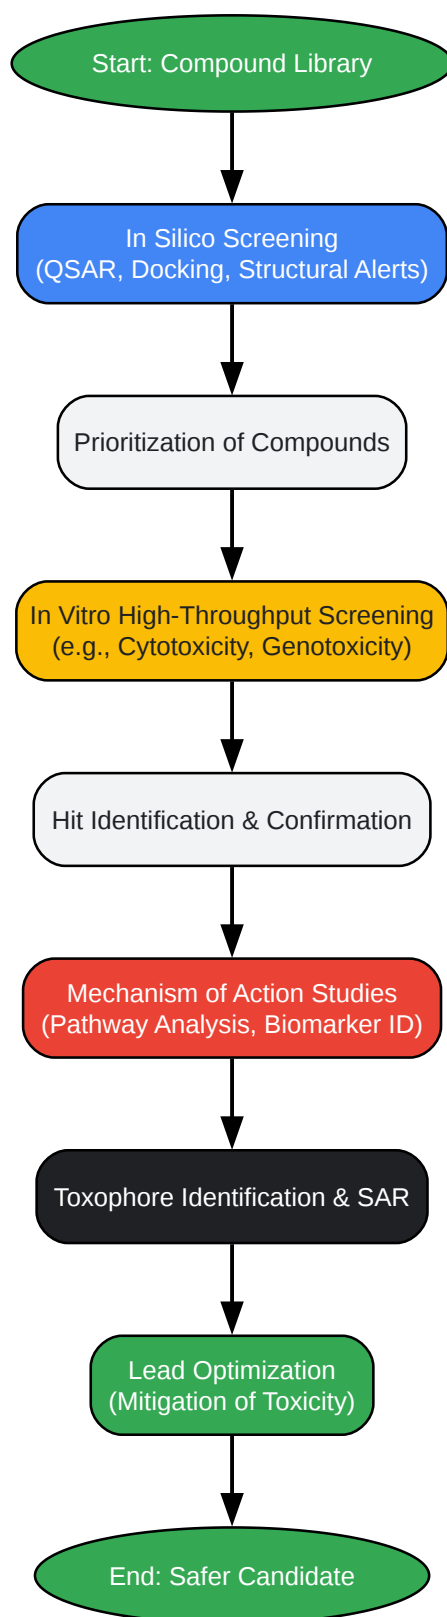 Start: Compound Library
In Silico Screening
(QSAR, Docking, Structural Alerts)
Prioritization of Compounds
In Vitro High-Throughput Screening
(e.g., Cytotoxicity, Genotoxicity)
Hit Identification & Confirmation
Mechanism of Action Studies
(Pathway Analysis, Biomarker ID)
Toxophore Identification & SAR
Lead Optimization
(Mitigation of Toxicity)
End: Safer Candidate